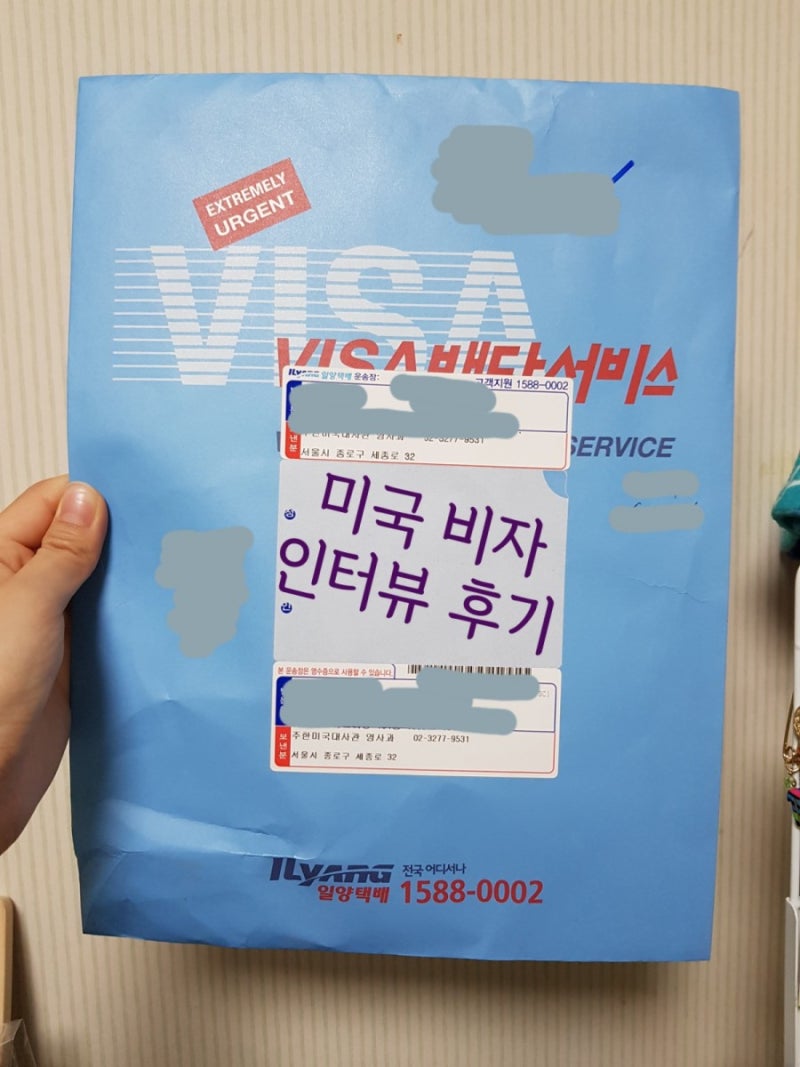 EXTREMELY
URGENT
VISA
VISA배달서비스
ILYANG 일양택배 운송장:
고객지원 1588-0002
주한미국대사관 영사과 02-3277-9531
서울시 종로구 세종로 32
SERVICE
미국 비자
인터뷰 후기
본 운송장은 영수증으로 사용할 수 있습니다.
보낸분
주한미국대사관 영사과 02-3277-9531
서울시 종로구 세종로 32
ILYANG 전국 어디서나
일양택배 1588-0002